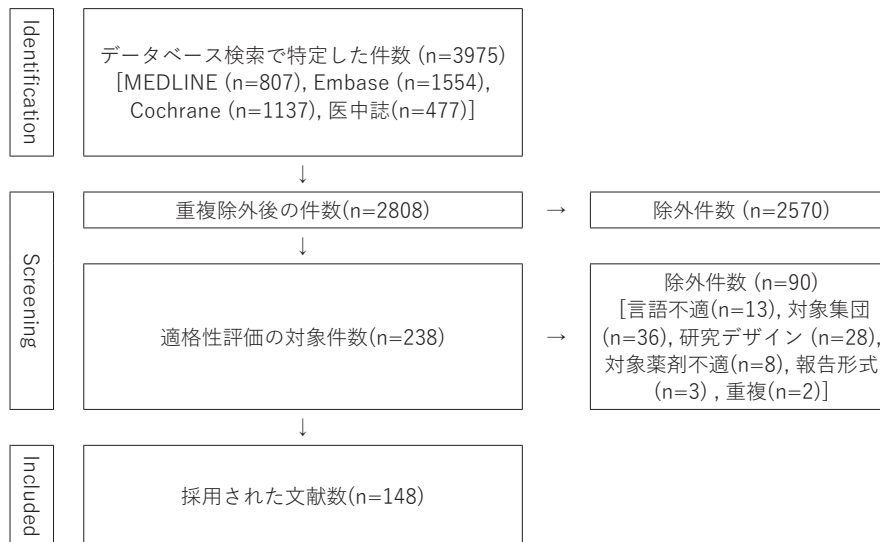 Identification
データベース検索で特定した件数 (n=3975)
[MEDLINE (n=807), Embase (n=1554),
Cochrane (n=1137), 医中誌(n=477)]
↓
Screening
重複除外後の件数(n=2808)
→
除外件数 (n=2570)
↓
適格性評価の対象件数(n=238)
→
除外件数 (n=90)
[言語不適(n=13), 対象集団
(n=36), 研究デザイン (n=28),
対象薬剤不適(n=8), 報告形式
(n=3) , 重複(n=2)]
↓
Included
採用された文献数(n=148)